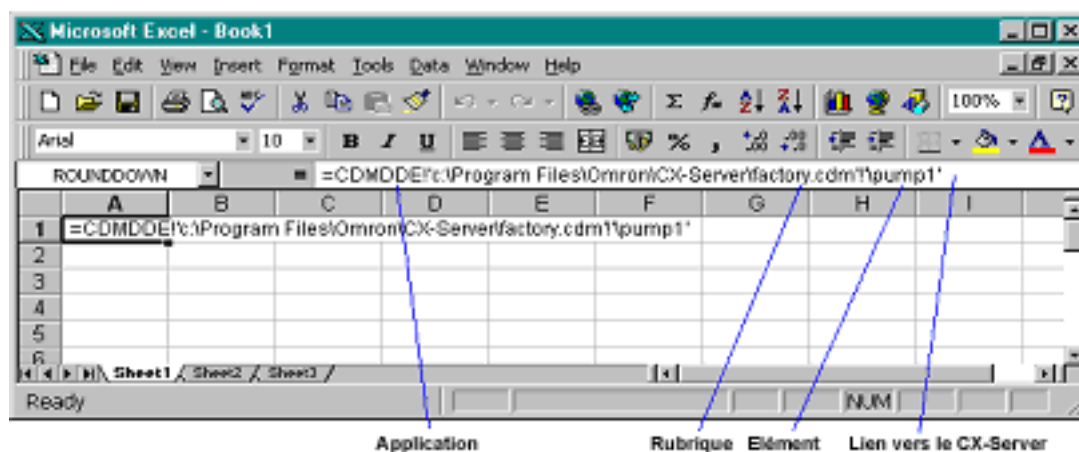 Microsoft Excel - Book1
File Edit View Insert Format Tools Data Window Help
100%
Arial 10 B I U % ,
ROUNDDOWN = =CDMDDE!'c:\Program Files\Omron\CX-Server\factory.cdm'!'\pump1'
A B C D E F G H I
1 =CDMDDE!'c:\Program Files\Omron\CX-Server\factory.cdm'!'\pump1'
2
3
4
5
6
Sheet1 Sheet2 Sheet3
Ready NUM
Application Rubrique Elément Lien vers le CX-Server